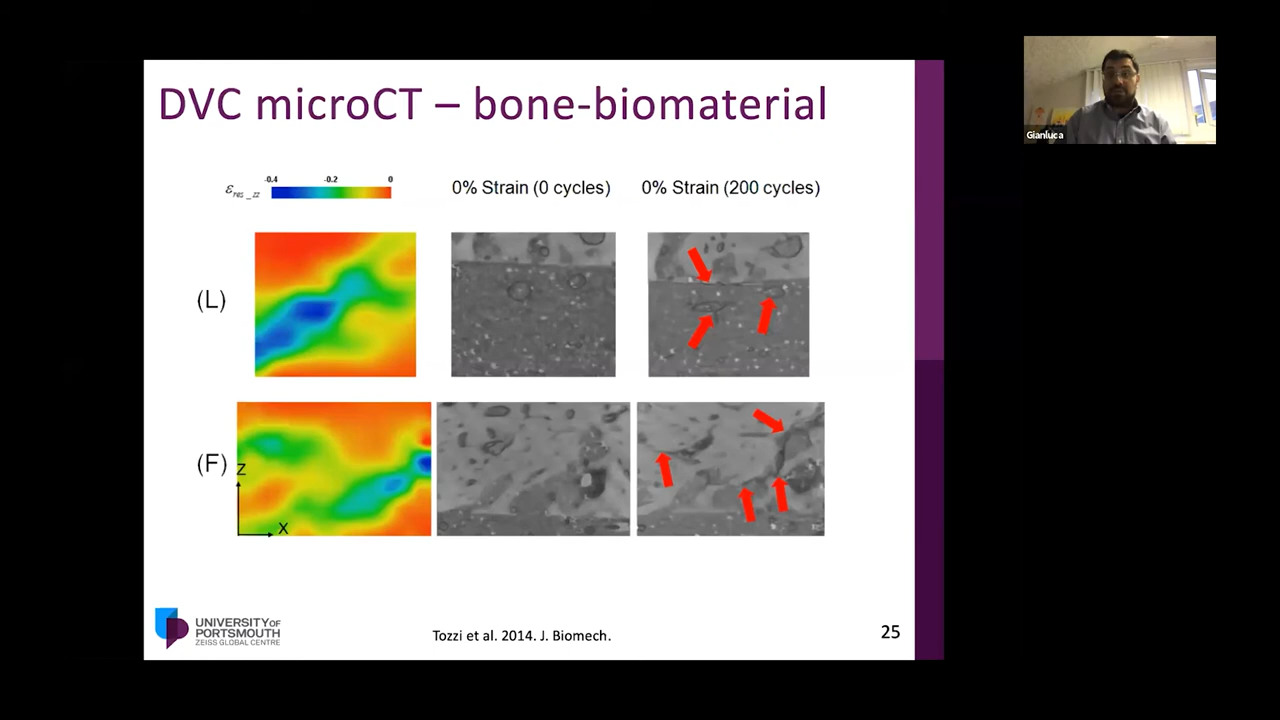 DVC microCT – bone-biomaterial
-0.4 -0.2 0
ε res_zz
0% Strain (0 cycles)
0% Strain (200 cycles)
(L)
(F)
Z
X
UNIVERSITY OF
PORTSMOUTH
ZEISS GLOBAL CENTRE
Tozzi et al. 2014. J. Biomech.
25
Gianluca